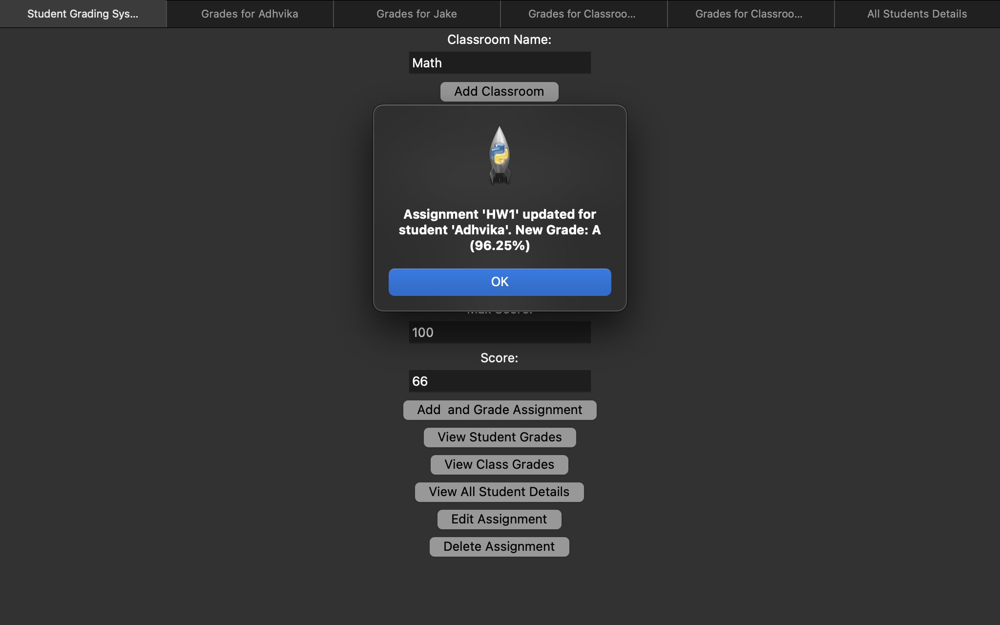 Student Grading Sys...
Grades for Adhvika
Grades for Jake
Grades for Classroo...
Grades for Classroo...
All Students Details
Classroom Name:
Math
Add Classroom
Assignment 'HW1' updated for
student 'Adhvika'. New Grade: A
(96.25%)
OK
Max Score:
100
Score:
66
Add  and Grade Assignment
View Student Grades
View Class Grades
View All Student Details
Edit Assignment
Delete Assignment